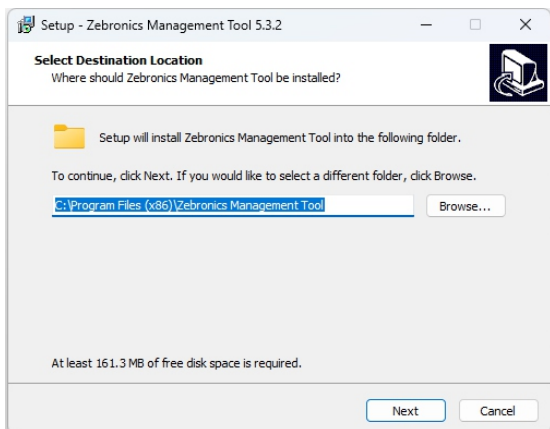 Setup - Zebronics Management Tool 5.3.2
Select Destination Location
Where should Zebronics Management Tool be installed?
Setup will install Zebronics Management Tool into the following folder.
To continue, click Next. If you would like to select a different folder, click Browse.
C:\Program Files (x86)\Zebronics Management Tool
Browse...
At least 161.3 MB of free disk space is required.
Next
Cancel